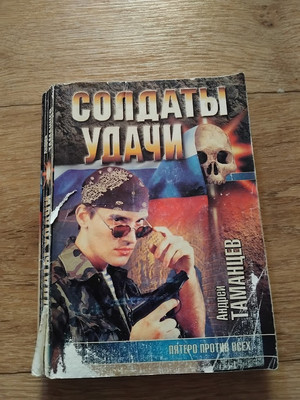 СОЛДАТЫ
УДАЧИ
Андрей
ТАМАНЦЕВ
ПЯТЕРО ПРОТИВ ВСЕХ